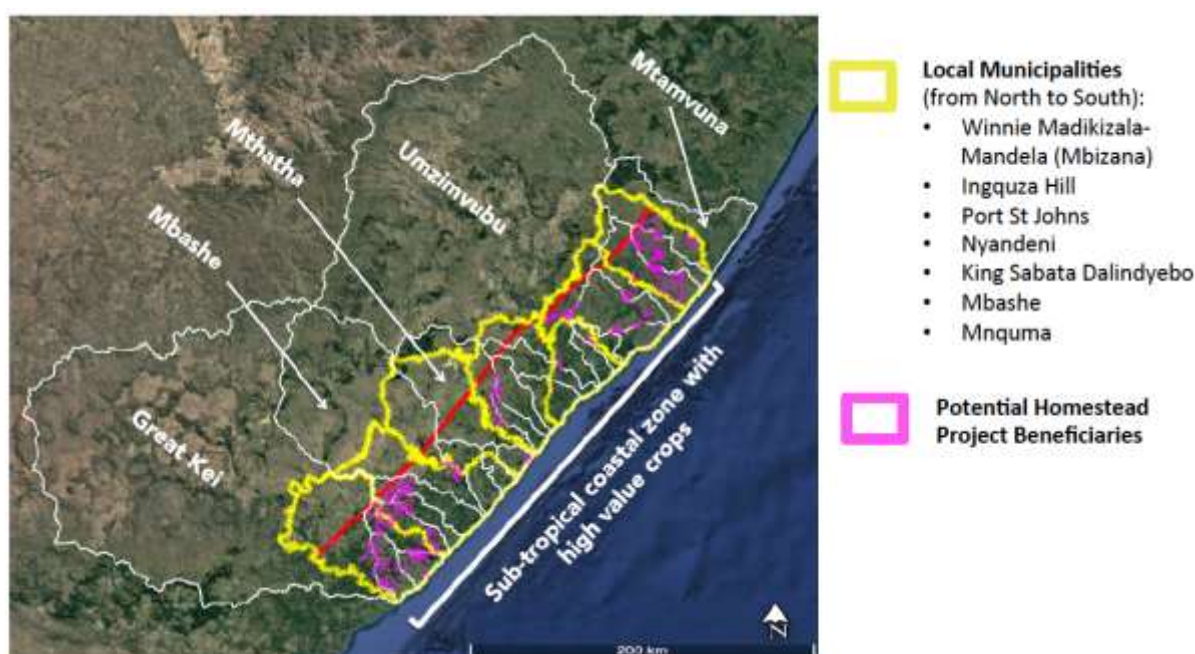 Mtamvuna
Umzimvubu
Mthatha
Mbashe
Great Kei
Sub-tropical coastal zone with
high value crops
N
200 km
Local Municipalities
(from North to South):
• Winnie Madikizala-
Mandela (Mbizana)
• Ingquza Hill
• Port St Johns
• Nyandeni
• King Sabata Dalindyebo
• Mbashe
• Mnquma
Potential Homestead
Project Beneficiaries